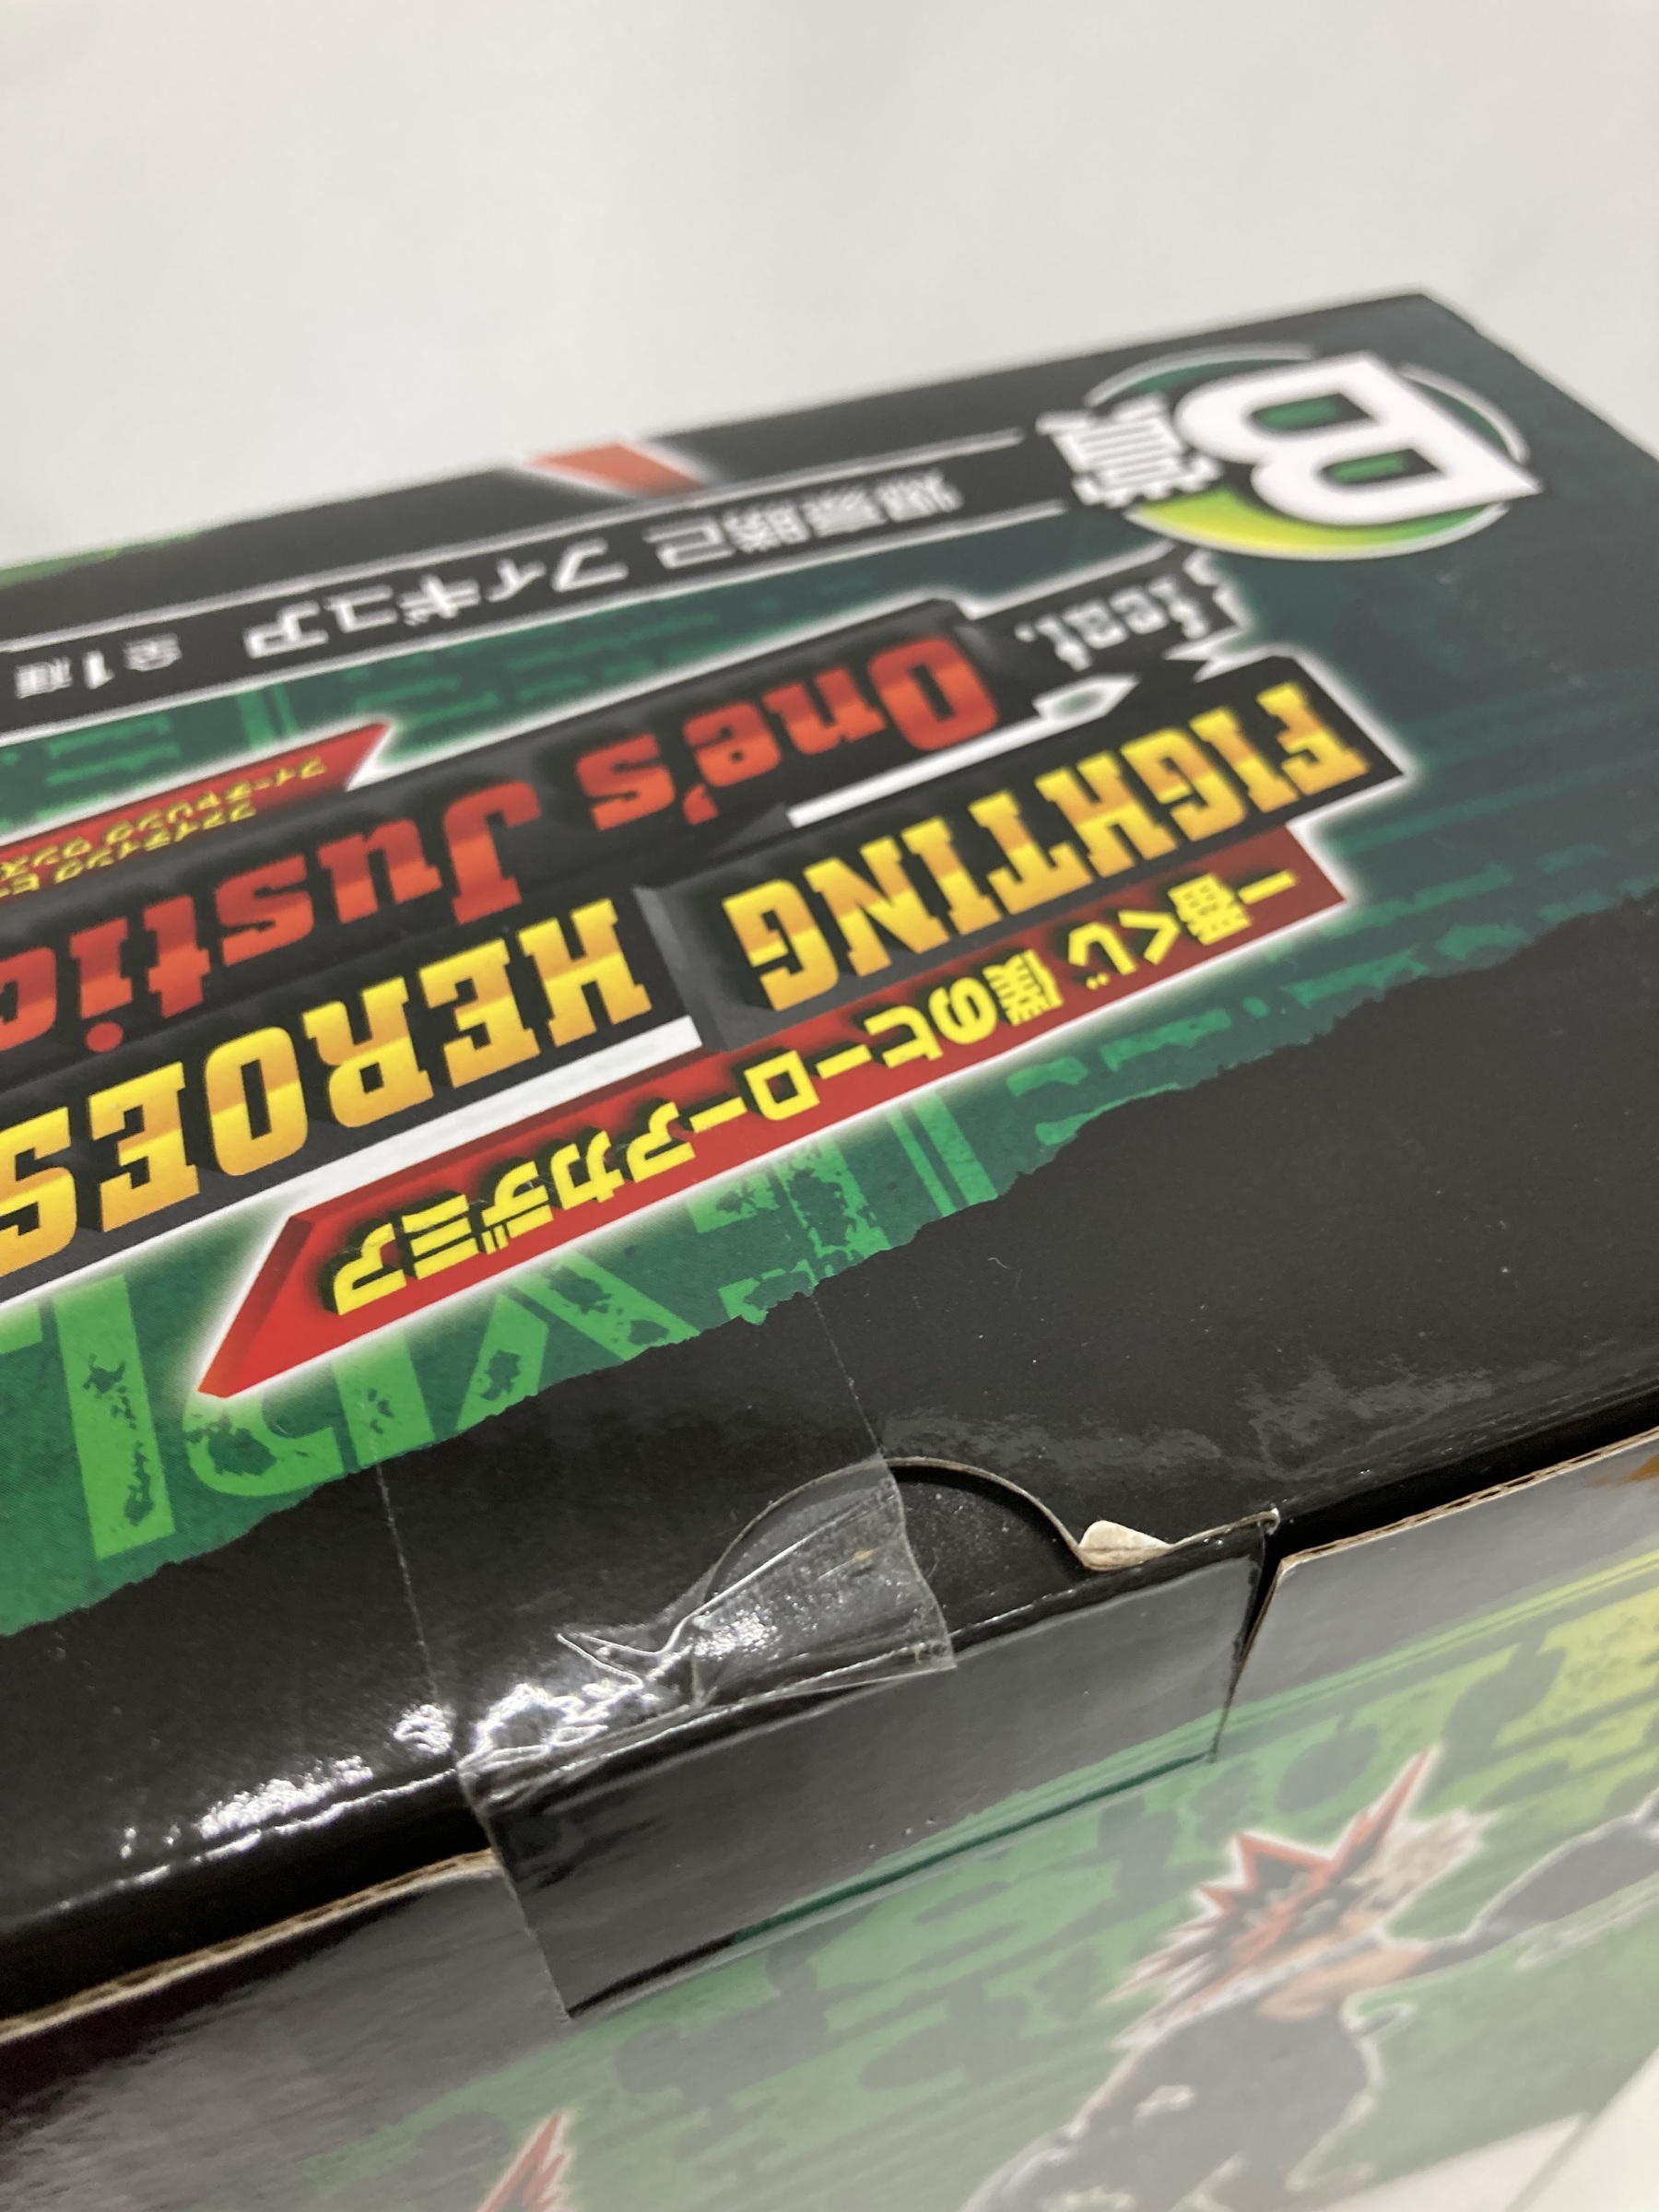 一番くじ 僕のヒーローアカデミア
FIGHTING HEROES
feat. One's Justic
爆豪勝己 フィギュア 全1種
B賞